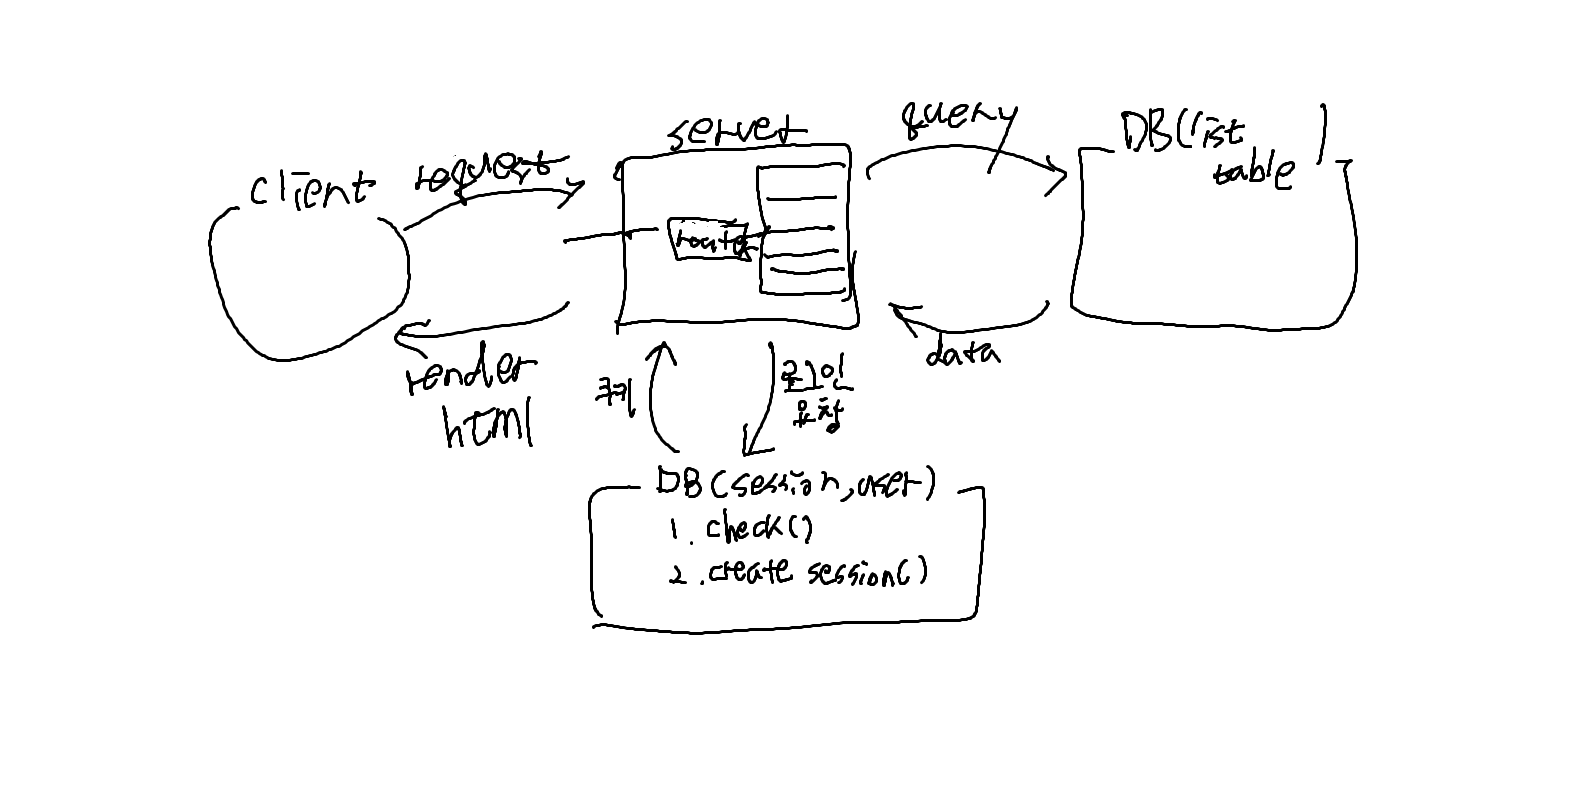 client
request
server
router
query
DB(list
table)
render
html
data
쿠키
로그인
요청
DB(session,user)
1. check()
2. create session()